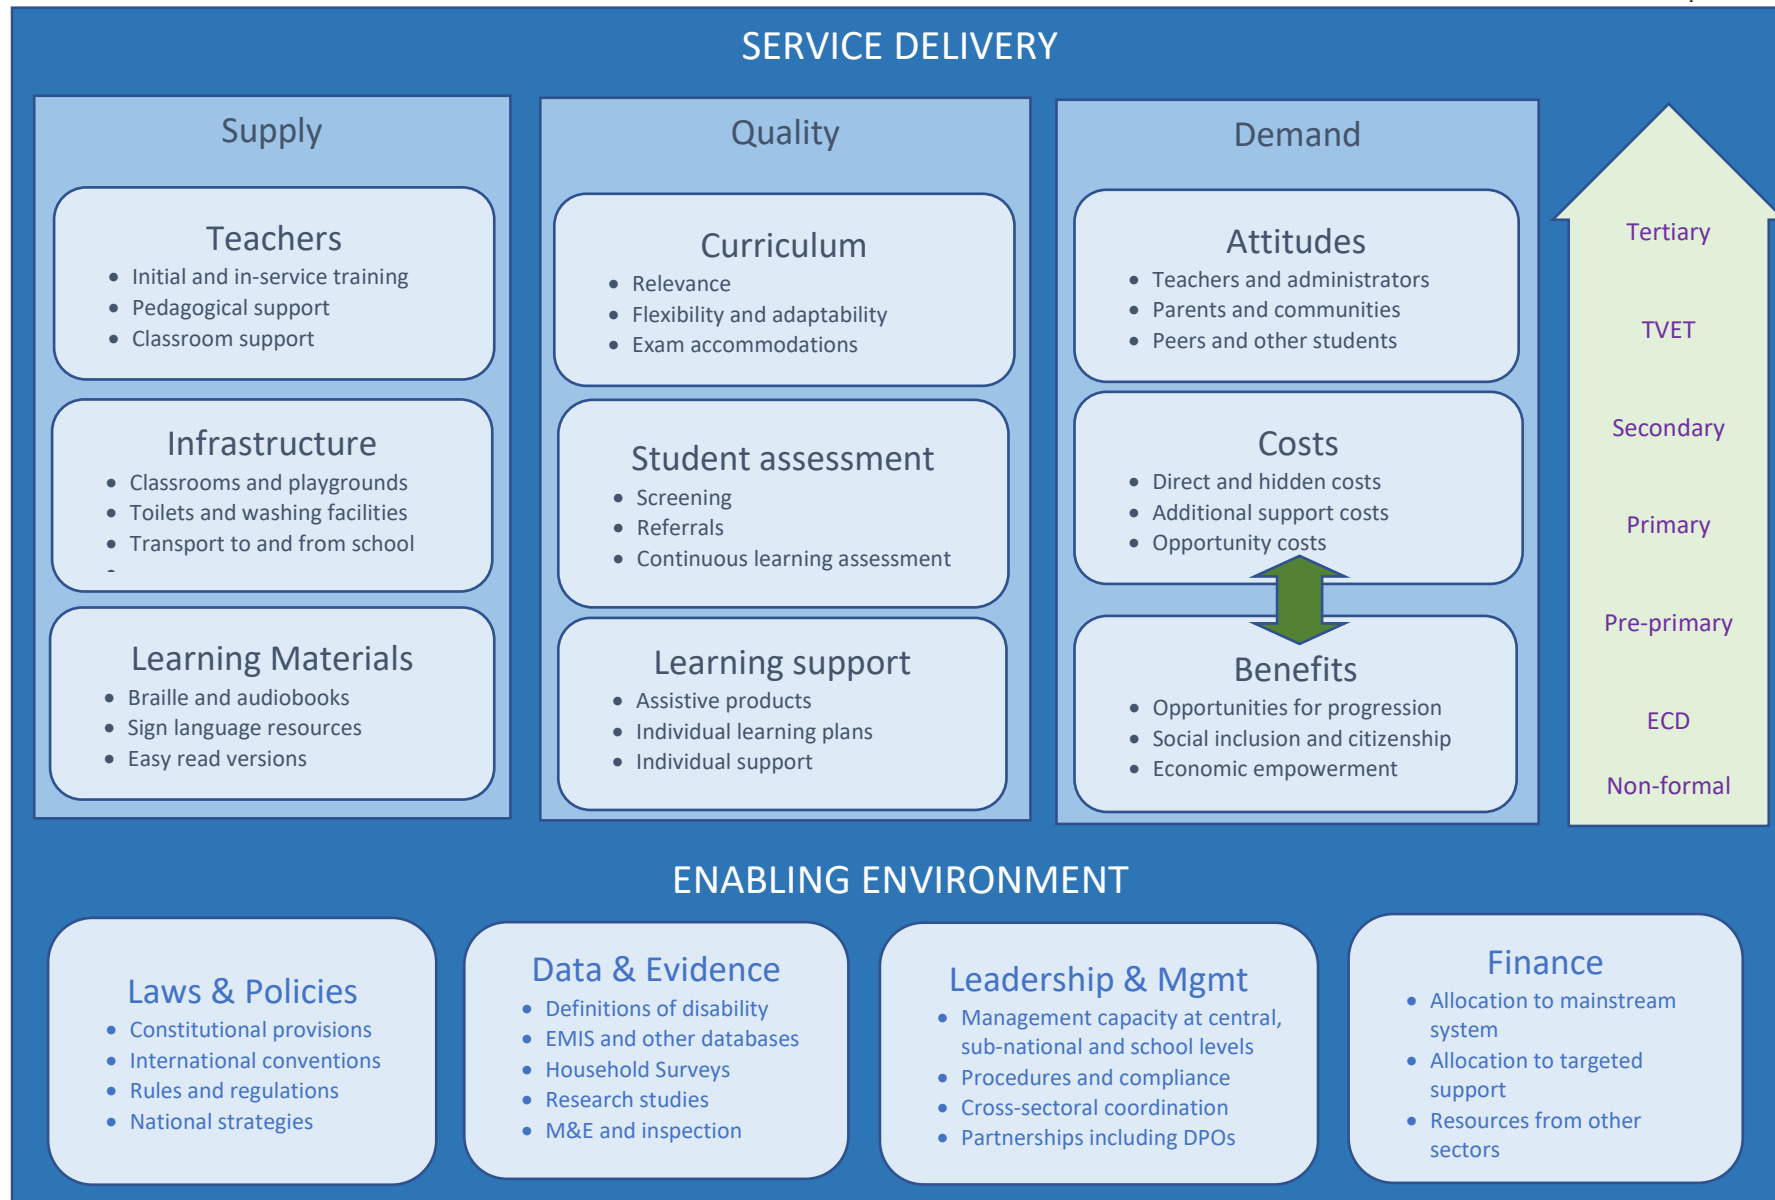 SERVICE DELIVERY
Supply
Teachers
• Initial and in-service training
• Pedagogical support
• Classroom support
Infrastructure
• Classrooms and playgrounds
• Toilets and washing facilities
• Transport to and from school
•
Learning Materials
• Braille and audiobooks
• Sign language resources
• Easy read versions
Quality
Curriculum
• Relevance
• Flexibility and adaptability
• Exam accommodations
Student assessment
• Screening
• Referrals
• Continuous learning assessment
Learning support
• Assistive products
• Individual learning plans
• Individual support
Demand
Attitudes
• Teachers and administrators
• Parents and communities
• Peers and other students
Costs
• Direct and hidden costs
• Additional support costs
• Opportunity costs
Benefits
• Opportunities for progression
• Social inclusion and citizenship
• Economic empowerment
Tertiary
TVET
Secondary
Primary
Pre-primary
ECD
Non-formal
ENABLING ENVIRONMENT
Laws & Policies
• Constitutional provisions
• International conventions
• Rules and regulations
• National strategies
Data & Evidence
• Definitions of disability
• EMIS and other databases
• Household Surveys
• Research studies
• M&E and inspection
Leadership & Mgmt
• Management capacity at central,
sub-national and school levels
• Procedures and compliance
• Cross-sectoral coordination
• Partnerships including DPOs
Finance
• Allocation to mainstream
system
• Allocation to targeted
support
• Resources from other
sectors